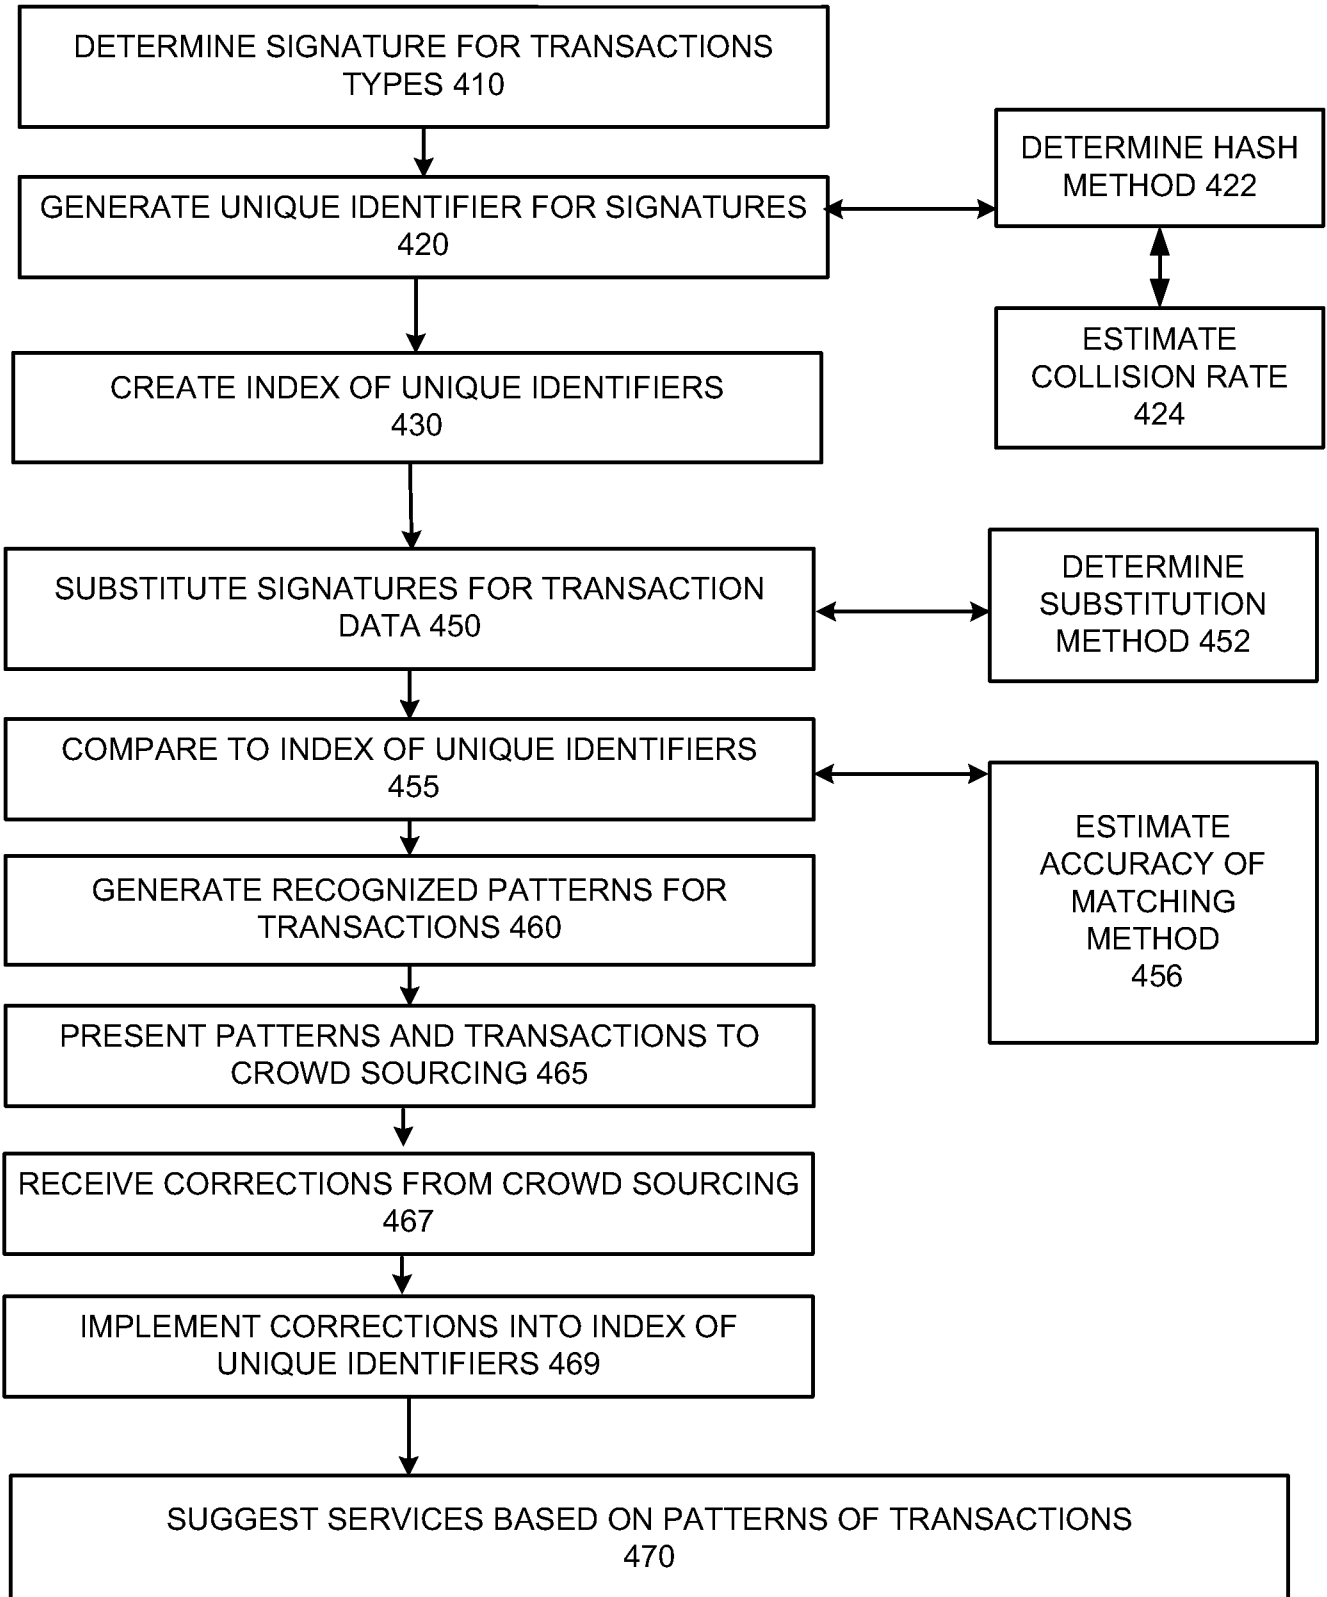 DETERMINE SIGNATURE FOR TRANSACTIONS
TYPES 410
DETERMINE HASH
METHOD 422
GENERATE UNIQUE IDENTIFIER FOR SIGNATURES
420
ESTIMATE
COLLISION RATE
424
CREATE INDEX OF UNIQUE IDENTIFIERS
430
SUBSTITUTE SIGNATURES FOR TRANSACTION
DATA 450
DETERMINE
SUBSTITUTION
METHOD 452
COMPARE TO INDEX OF UNIQUE IDENTIFIERS
455
ESTIMATE
ACCURACY OF
MATCHING
METHOD
456
GENERATE RECOGNIZED PATTERNS FOR
TRANSACTIONS 460
PRESENT PATTERNS AND TRANSACTIONS TO
CROWD SOURCING 465
RECEIVE CORRECTIONS FROM CROWD SOURCING
467
IMPLEMENT CORRECTIONS INTO INDEX OF
UNIQUE IDENTIFIERS 469
SUGGEST SERVICES BASED ON PATTERNS OF TRANSACTIONS
470